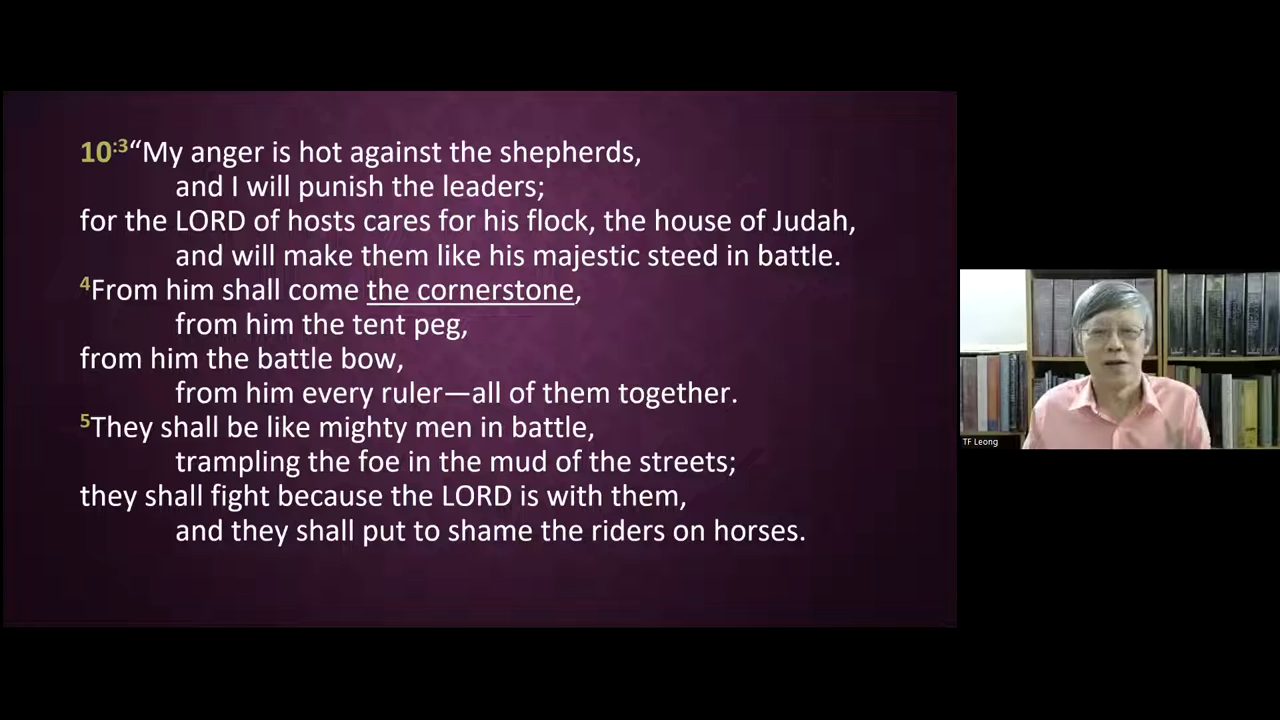 10:3“My anger is hot against the shepherds,
and I will punish the leaders;
for the LORD of hosts cares for his flock, the house of Judah,
and will make them like his majestic steed in battle.
4From him shall come the cornerstone,
from him the tent peg,
from him the battle bow,
from him every ruler—all of them together.
5They shall be like mighty men in battle,
trampling the foe in the mud of the streets;
they shall fight because the LORD is with them,
and they shall put to shame the riders on horses.
TF Leong